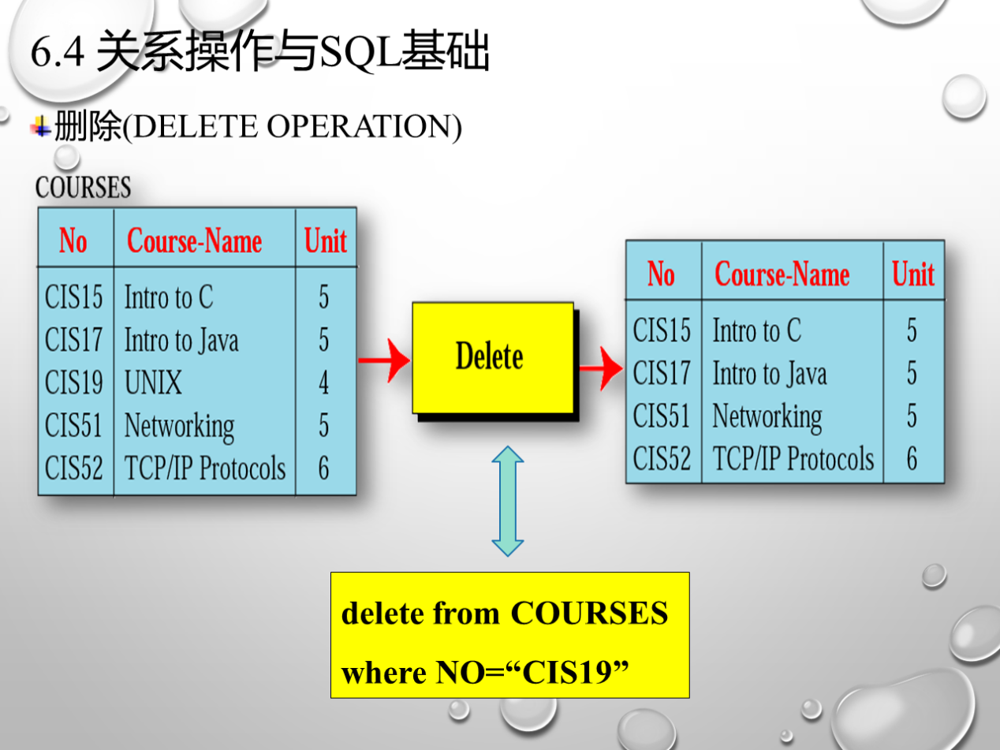 6.4 关系操作与SQL基础
删除(DELETE OPERATION)
COURSES
No Course-Name Unit
CIS15 Intro to C 5
CIS17 Intro to Java 5
CIS19 UNIX 4
CIS51 Networking 5
CIS52 TCP/IP Protocols 6
Delete
No Course-Name Unit
CIS15 Intro to C 5
CIS17 Intro to Java 5
CIS51 Networking 5
CIS52 TCP/IP Protocols 6
delete from COURSES
where NO=“CIS19”